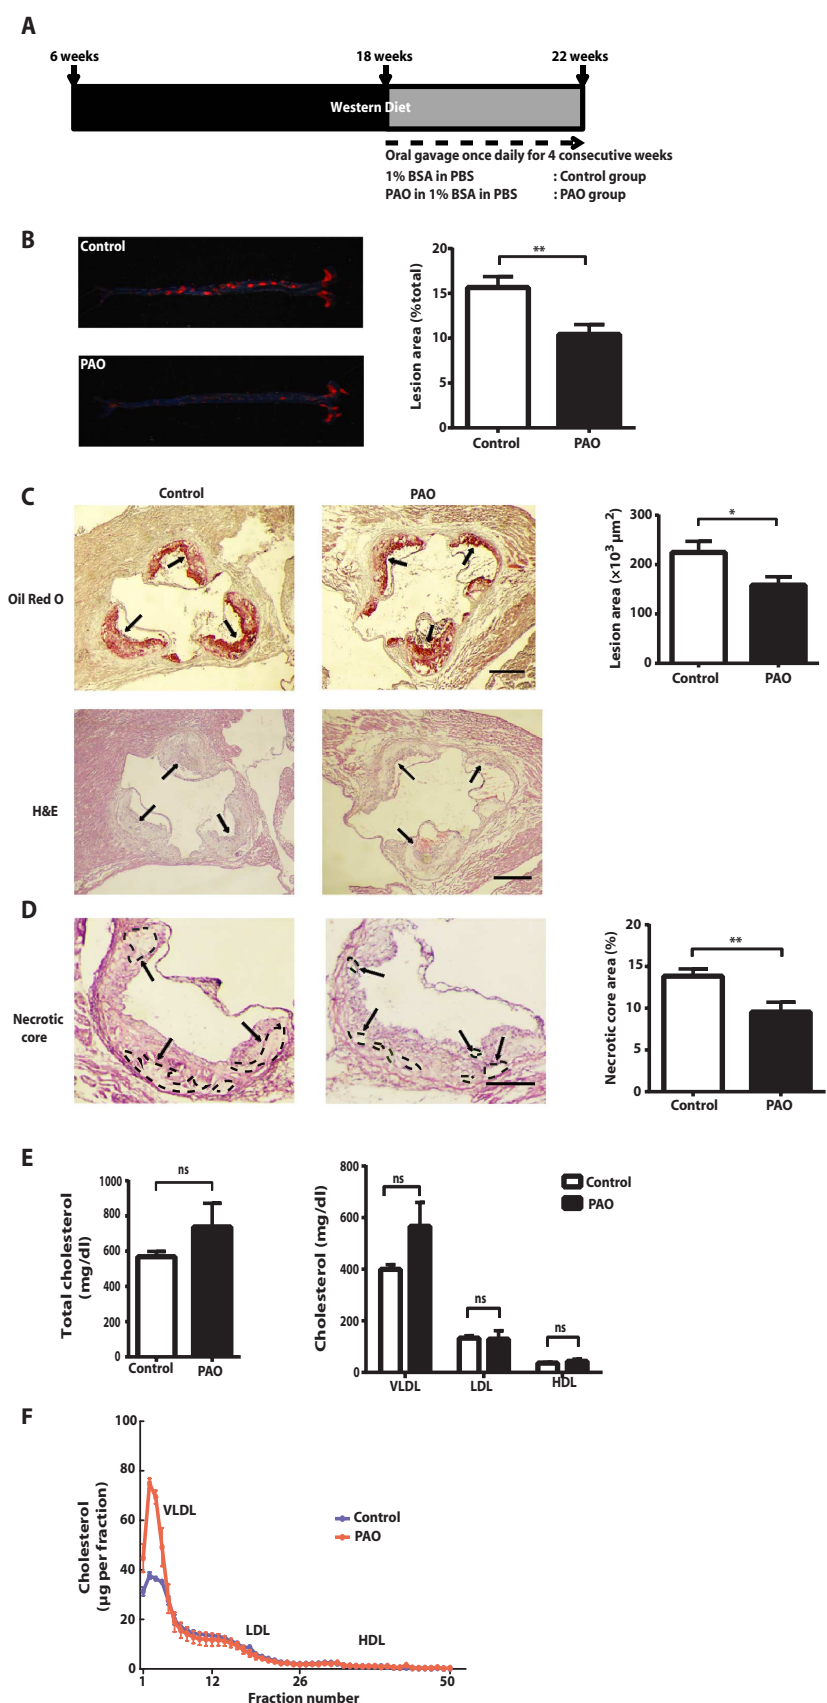 A
6 weeks 18 weeks 22 weeks
Western Diet
Oral gavage once daily for 4 consecutive weeks
1% BSA in PBS : Control group
PAO in 1% BSA in PBS : PAO group
B
Control
PAO
Lesion area (%total)
20
15
10
5
0
**
Control PAO
C
Control PAO
Oil Red O
H&E
Lesion area (×10³ µm²)
300
200
100
0
*
Control PAO
D
Necrotic
core
Necrotic core area (%)
20
15
10
5
0
**
Control PAO
E
Total cholesterol
(mg/dl)
1000
800
600
400
200
0
ns
Control PAO
Cholesterol (mg/dl)
800
600
400
200
0
ns
ns
ns
VLDL LDL HDL
Control
PAO
F
Cholesterol
(µg per fraction)
100
80
60
40
20
0
VLDL
LDL
HDL
Control
PAO
1 12 26 50
Fraction number